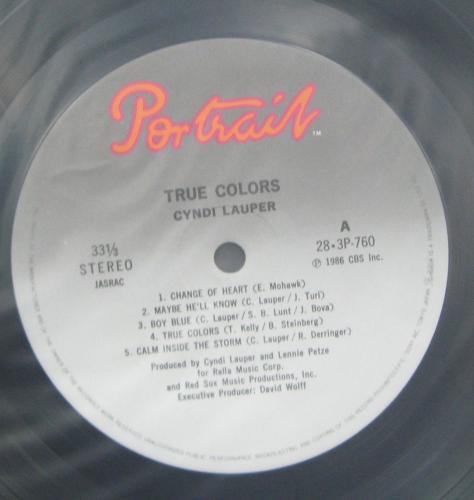 Portrait™
TRUE COLORS
CYNDI LAUPER
33⅓
STEREO
JASRAC
A
28•3P-760
℗ 1986 CBS Inc.
1. CHANGE OF HEART (E. Mohawk)
2. MAYBE HE'LL KNOW (C. Lauper / J. Turi)
3. BOY BLUE (C. Lauper / S. B. Lunt / J. Bova)
4. TRUE COLORS (T. Kelly / B. Steinberg)
5. CALM INSIDE THE STORM (C. Lauper / R. Derringer)
Produced by Cyndi Lauper and Lennie Petze
for Rella Music Corp.
and Red Sox Music Productions, Inc.
Executive Producer: David Wolff